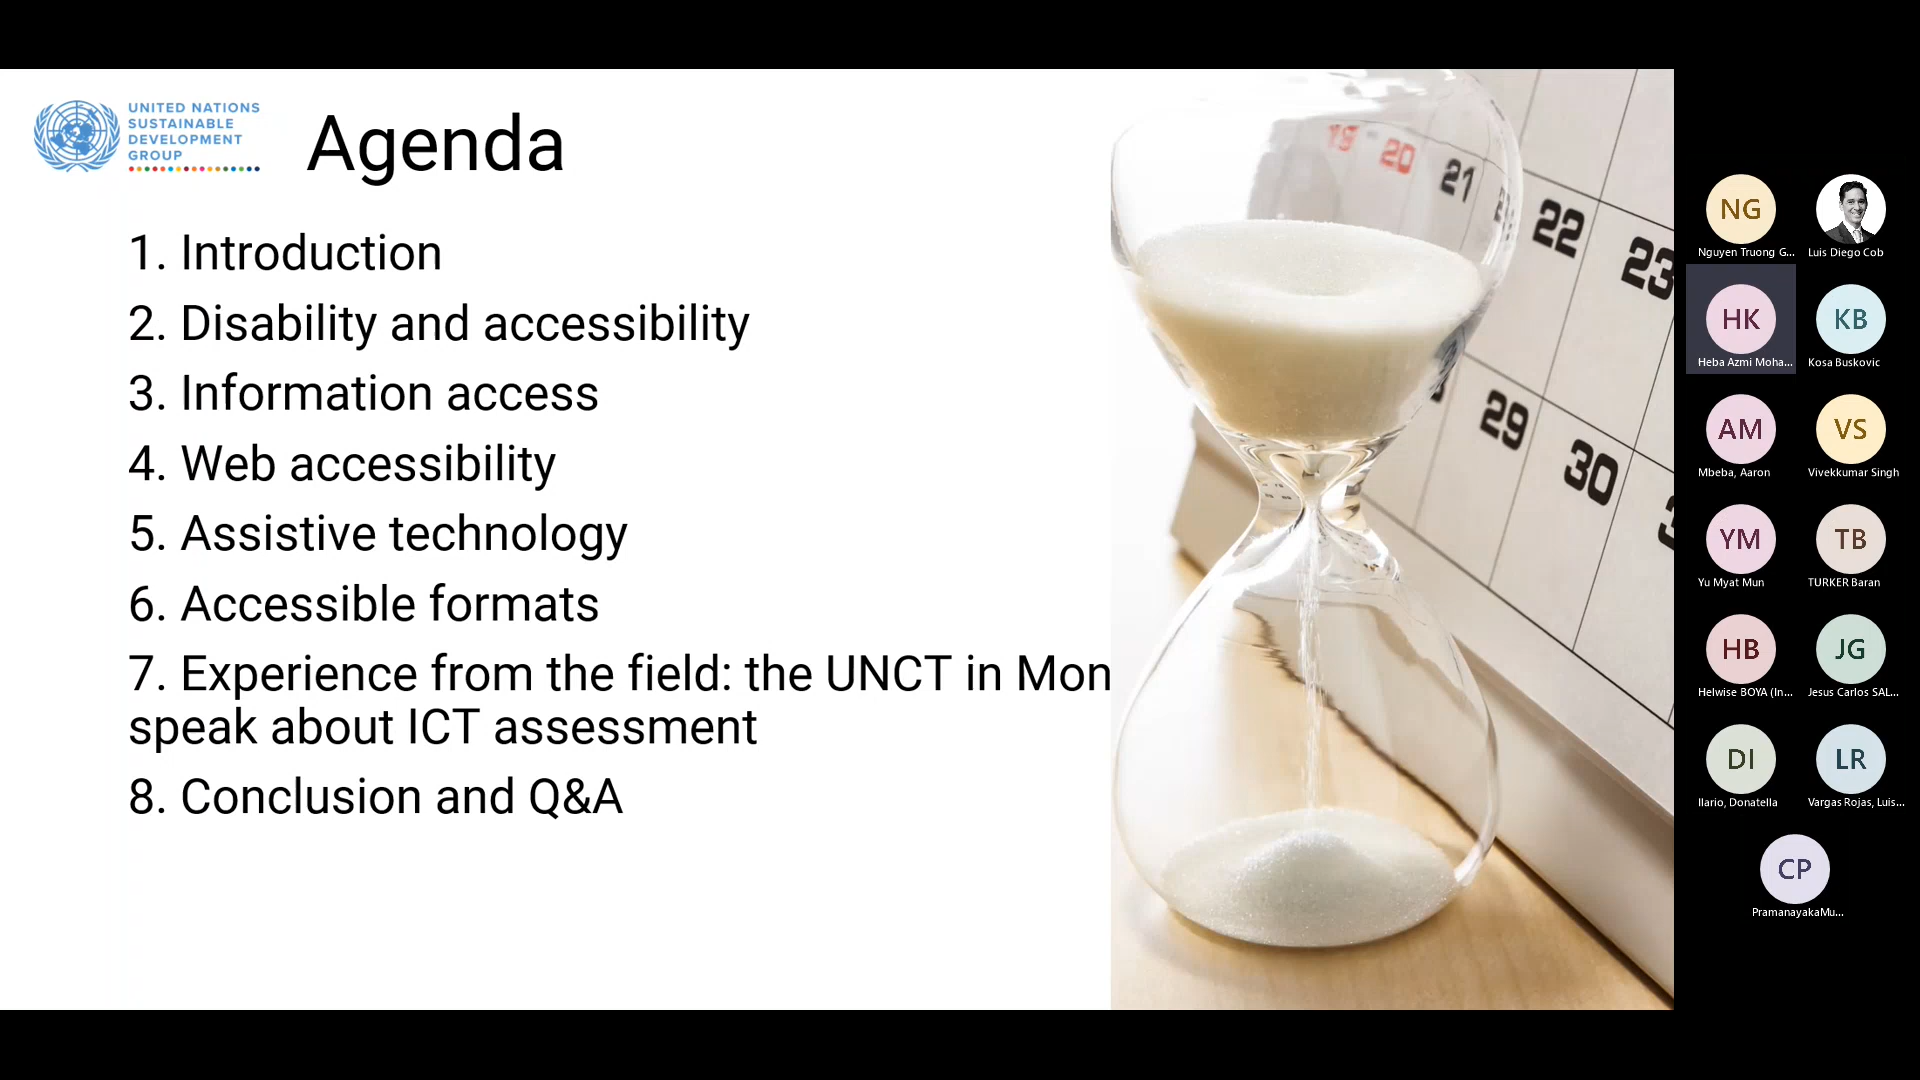 UNITED NATIONS
SUSTAINABLE
DEVELOPMENT
GROUP
Agenda
1. Introduction
2. Disability and accessibility
3. Information access
4. Web accessibility
5. Assistive technology
6. Accessible formats
7. Experience from the field: the UNCT in Mon
speak about ICT assessment
8. Conclusion and Q&A
19 20 21
22
23
29
30
NG
Nguyen Truong G...
Luis Diego Cob
HK
Heba Azmi Moha...
KB
Kosa Buskovic
AM
Mbeba, Aaron
VS
Vivekkumar Singh
YM
Yu Myat Mun
TB
TURKER Baran
HB
Helwise BOYA (In...
JG
Jesus Carlos SAL...
DI
Ilario, Donatella
LR
Vargas Rojas, Luis...
CP
PramanayakaMu...